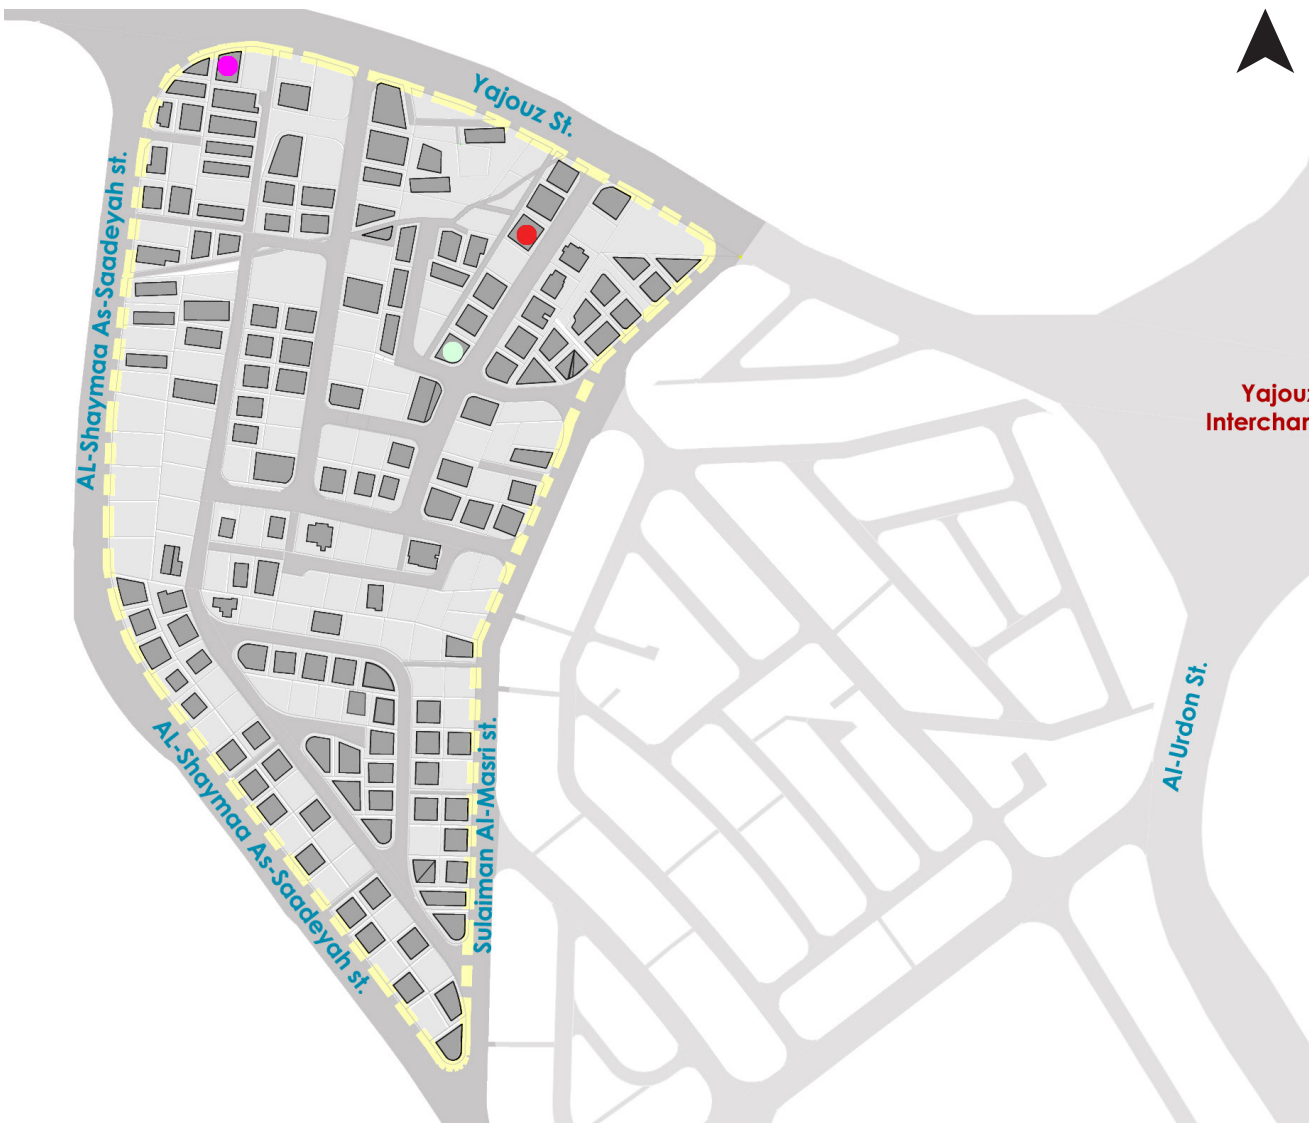 Yajouz St.
AL-Shaymaa As-Saadeyah st.
Yajouz
Interchan
Al-Urdon St.
AL-Shaymaa As-Saadeyah st.
Sulaiman Al-Masri st.